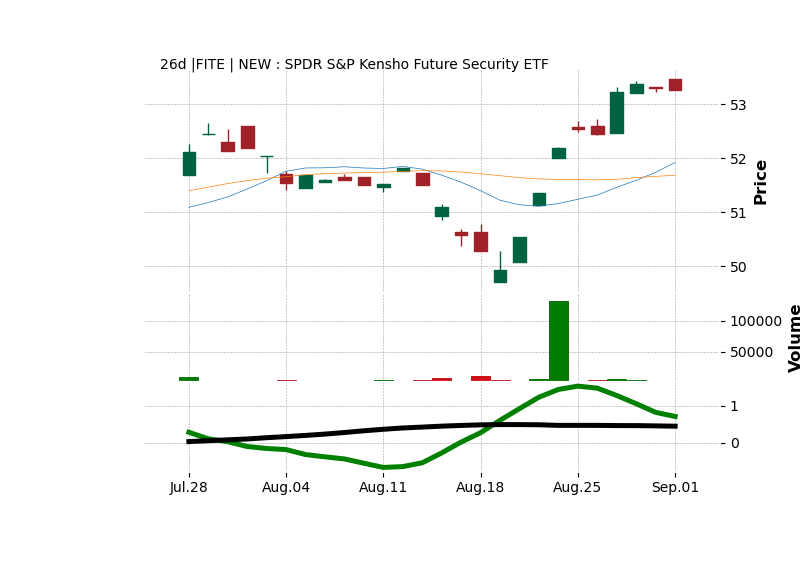 26d |FITE | NEW : SPDR S&P Kensho Future Security ETF
53
52
51
50
Price
100000
50000
Volume
1
0
Jul.28 Aug.04 Aug.11 Aug.18 Aug.25 Sep.01